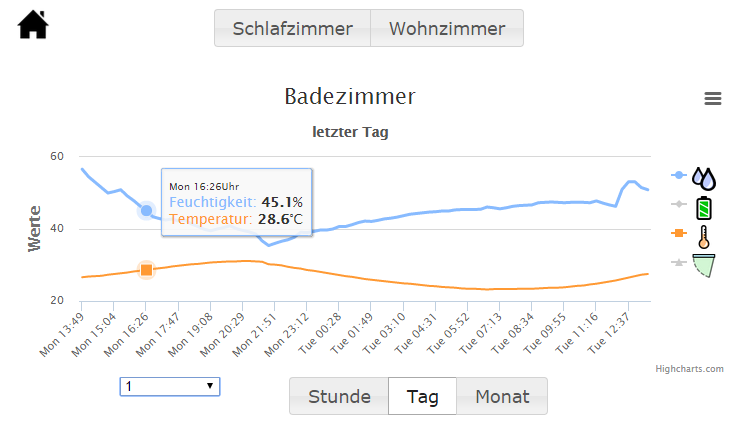 Schlafzimmer Wohnzimmer
Badezimmer
letzter Tag
Werte
60
40
20
Mon 16:26Uhr
Feuchtigkeit: 45.1%
Temperatur: 28.6°C
Mon 13:49
Mon 15:04
Mon 16:26
Mon 17:47
Mon 19:08
Mon 20:29
Mon 21:51
Mon 23:12
Tue 00:28
Tue 01:49
Tue 03:10
Tue 04:31
Tue 05:52
Tue 07:13
Tue 08:34
Tue 09:55
Tue 11:16
Tue 12:37
Highcharts.com
1
Stunde Tag Monat